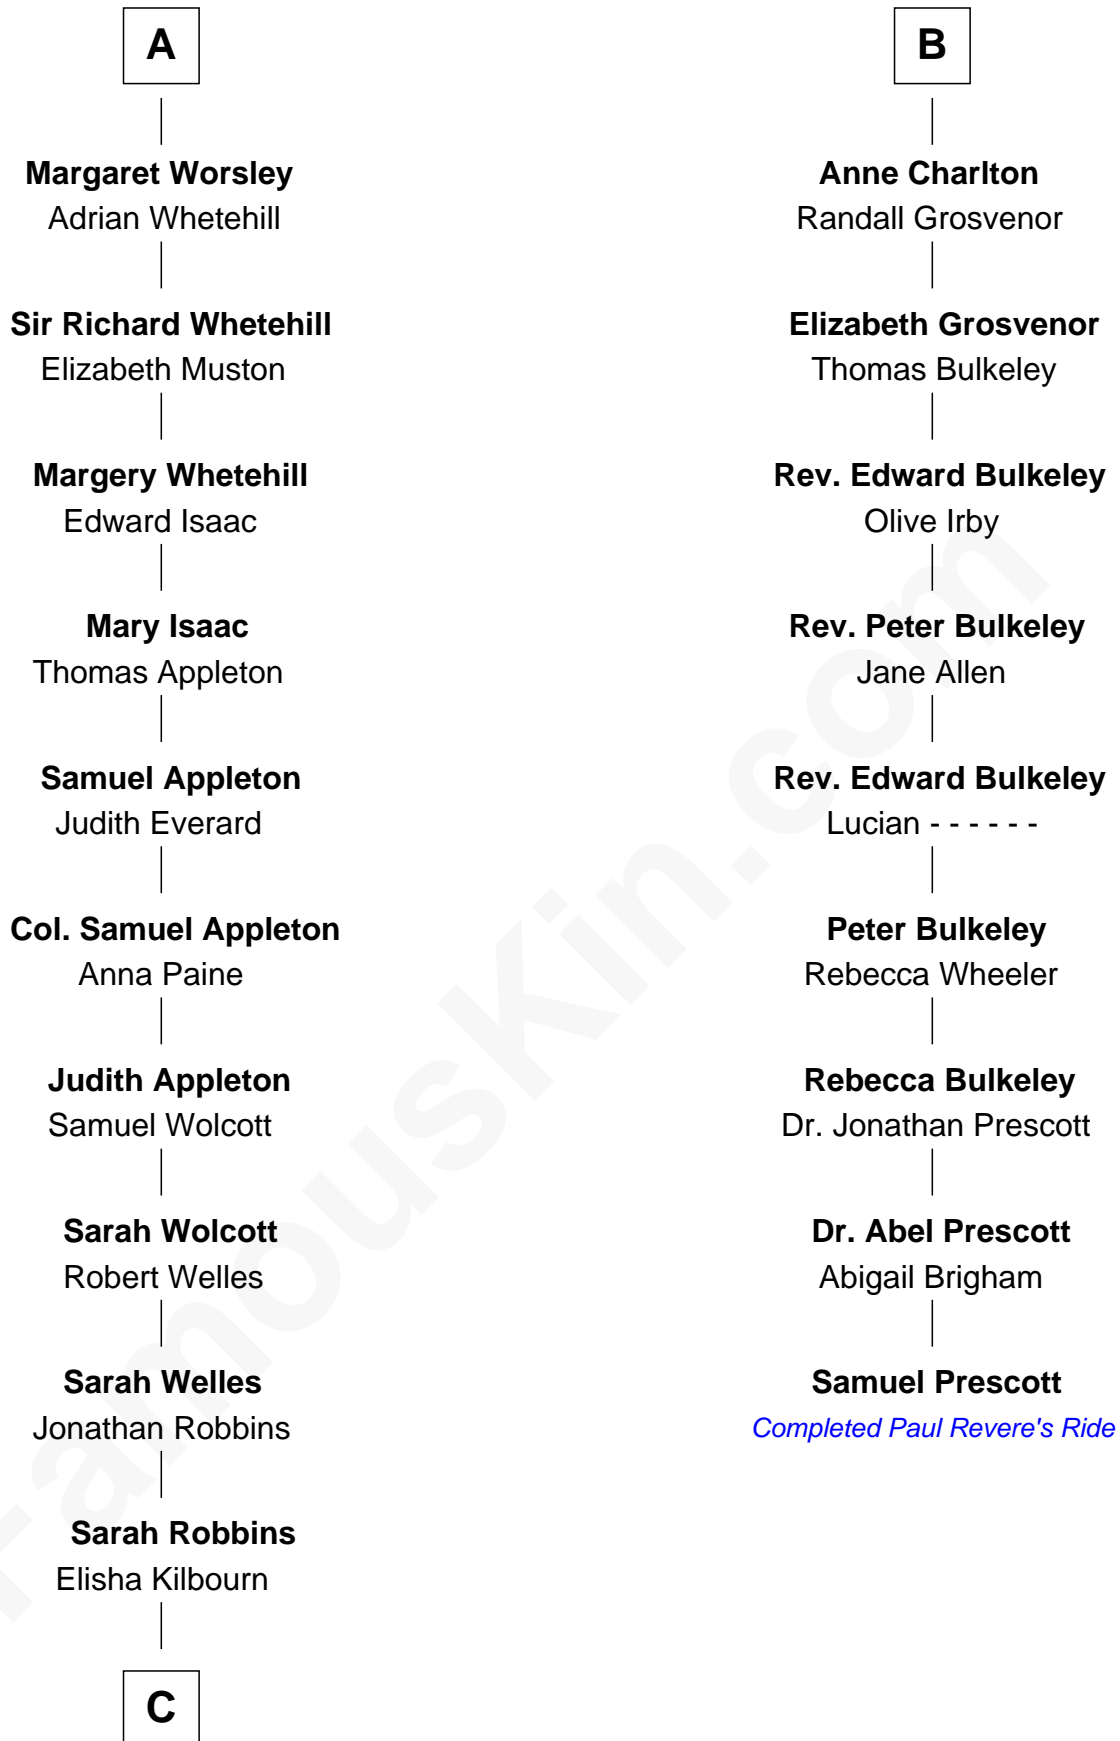 A
Margaret Worsley
Adrian Whetehill
Sir Richard Whetehill
Elizabeth Muston
Margery Whetehill
Edward Isaac
Mary Isaac
Thomas Appleton
Samuel Appleton
Judith Everard
Col. Samuel Appleton
Anna Paine
Judith Appleton
Samuel Wolcott
Sarah Wolcott
Robert Welles
Sarah Welles
Jonathan Robbins
Sarah Robbins
Elisha Kilbourn
C
B
Anne Charlton
Randall Grosvenor
Elizabeth Grosvenor
Thomas Bulkeley
Rev. Edward Bulkeley
Olive Irby
Rev. Peter Bulkeley
Jane Allen
Rev. Edward Bulkeley
Lucian - - - - - -
Peter Bulkeley
Rebecca Wheeler
Rebecca Bulkeley
Dr. Jonathan Prescott
Dr. Abel Prescott
Abigail Brigham
Samuel Prescott
Completed Paul Revere's Ride
FamousKin.com